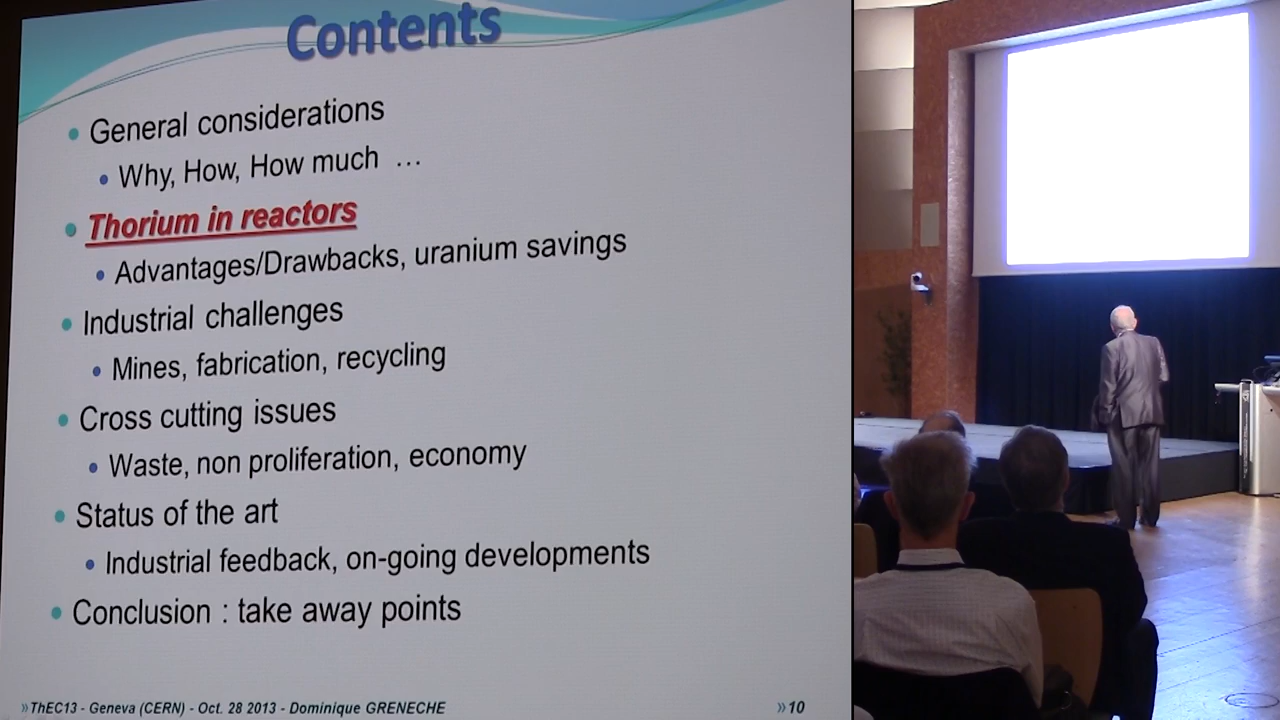 Contents
• General considerations
• Why, How, How much …
• Thorium in reactors
• Advantages/Drawbacks, uranium savings
• Industrial challenges
• Mines, fabrication, recycling
• Cross cutting issues
• Waste, non proliferation, economy
• Status of the art
• Industrial feedback, on-going developments
• Conclusion : take away points
»ThEC13 - Geneva (CERN) - Oct. 28 2013 - Dominique GRENECHE
»10